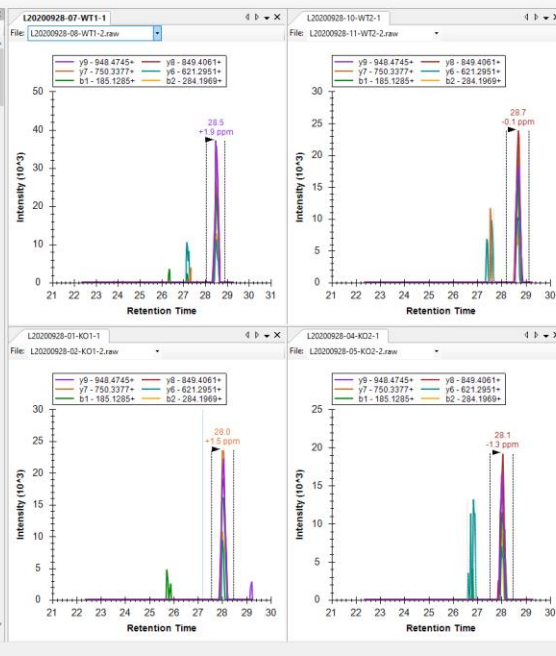 L20200928-07-WT1-1
File: L20200928-08-WT1-2.raw
y9 - 948.4745+ y8 - 849.4061+
y7 - 750.3377+ y6 - 621.2951+
b1 - 185.1285+ b2 - 284.1969+
50
40
30
20
10
0
Intensity (10^3)
28.5
+1.9 ppm
21 22 23 24 25 26 27 28 29 30 31
Retention Time
L20200928-10-WT2-1
File: L20200928-11-WT2-2.raw
y9 - 948.4745+ y8 - 849.4061+
y7 - 750.3377+ y6 - 621.2951+
b1 - 185.1285+ b2 - 284.1969+
30
25
20
15
10
5
0
Intensity (10^3)
28.7
-0.1 ppm
21 22 23 24 25 26 27 28 29 30
Retention Time
L20200928-01-KO1-1
File: L20200928-02-KO1-2.raw
y9 - 948.4745+ y8 - 849.4061+
y7 - 750.3377+ y6 - 621.2951+
b1 - 185.1285+ b2 - 284.1969+
30
25
20
15
10
5
0
Intensity (10^3)
28.0
+1.5 ppm
21 22 23 24 25 26 27 28 29 30
Retention Time
L20200928-04-KO2-1
File: L20200928-05-KO2-2.raw
y9 - 948.4745+ y8 - 849.4061+
y7 - 750.3377+ y6 - 621.2951+
b1 - 185.1285+ b2 - 284.1969+
25
20
15
10
5
0
Intensity (10^3)
28.1
-1.3 ppm
21 22 23 24 25 26 27 28 29 30
Retention Time